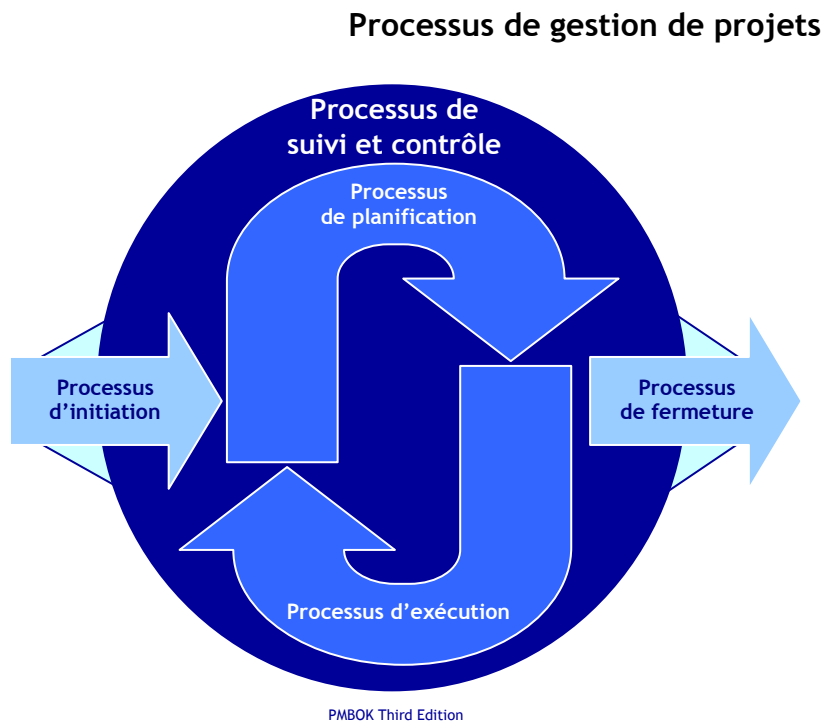 Processus de gestion de projets
Processus de
suivi et contrôle
Processus
de planification
Processus
d’initiation
Processus
de fermeture
Processus d’exécution
PMBOK Third Edition